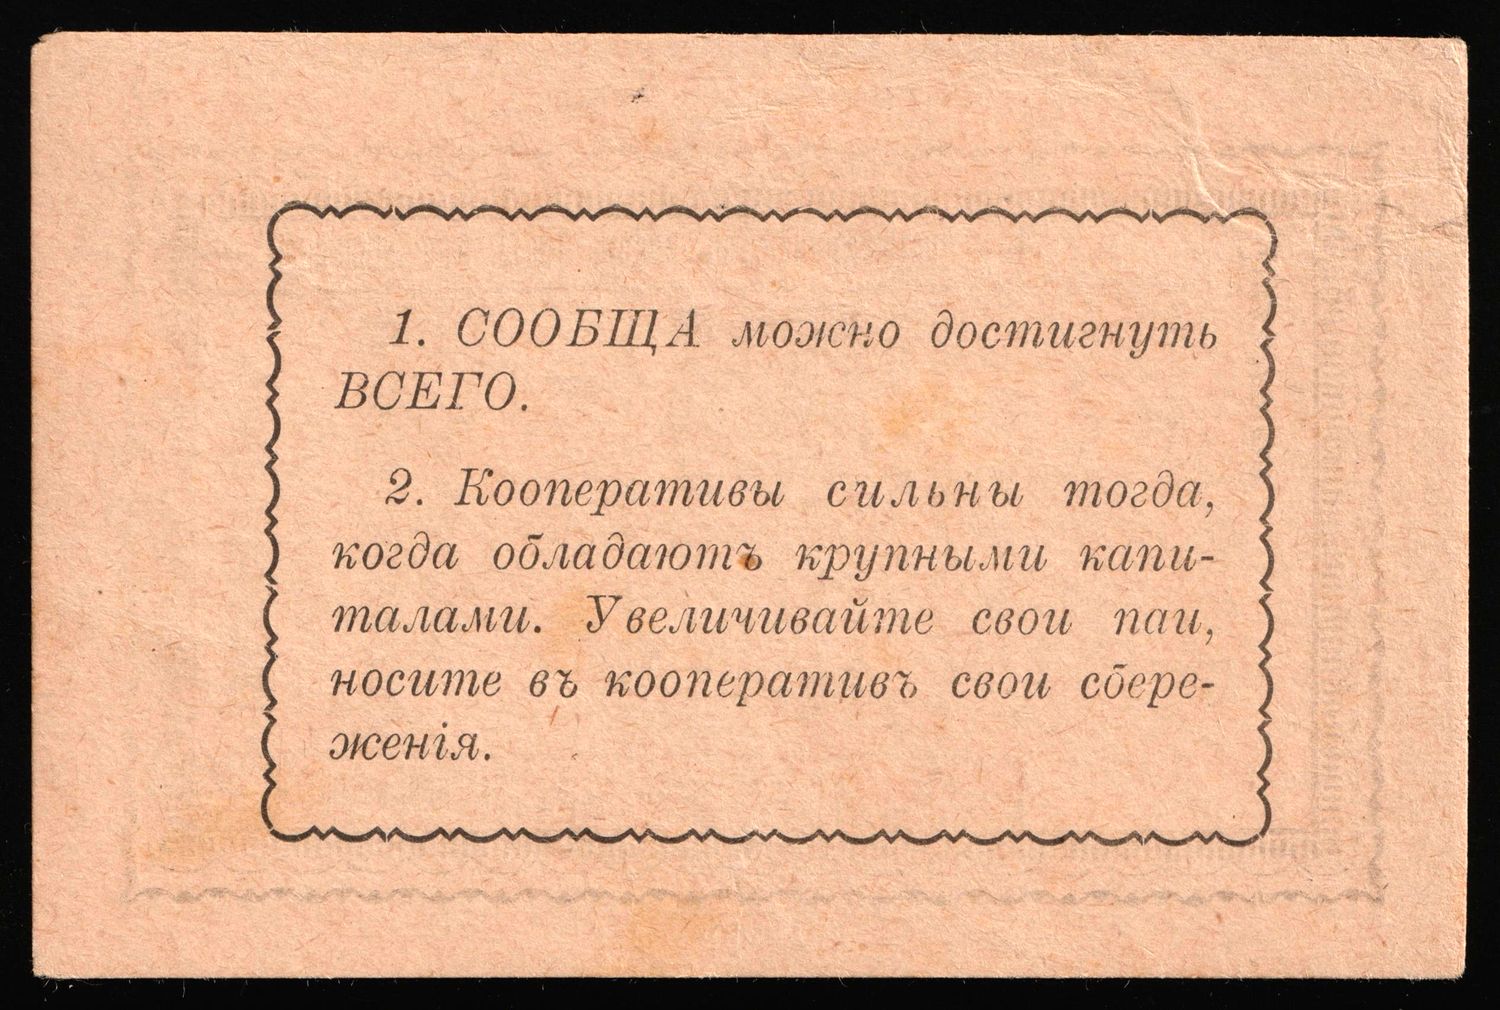 1. СООБЩА можно достигнуть
ВСЕГО.
2. Кооперативы сильны тогда,
когда обладаютъ крупными капи-
талами. Увеличивайте свои паи,
носите въ кооперативъ свои сбере-
женія.